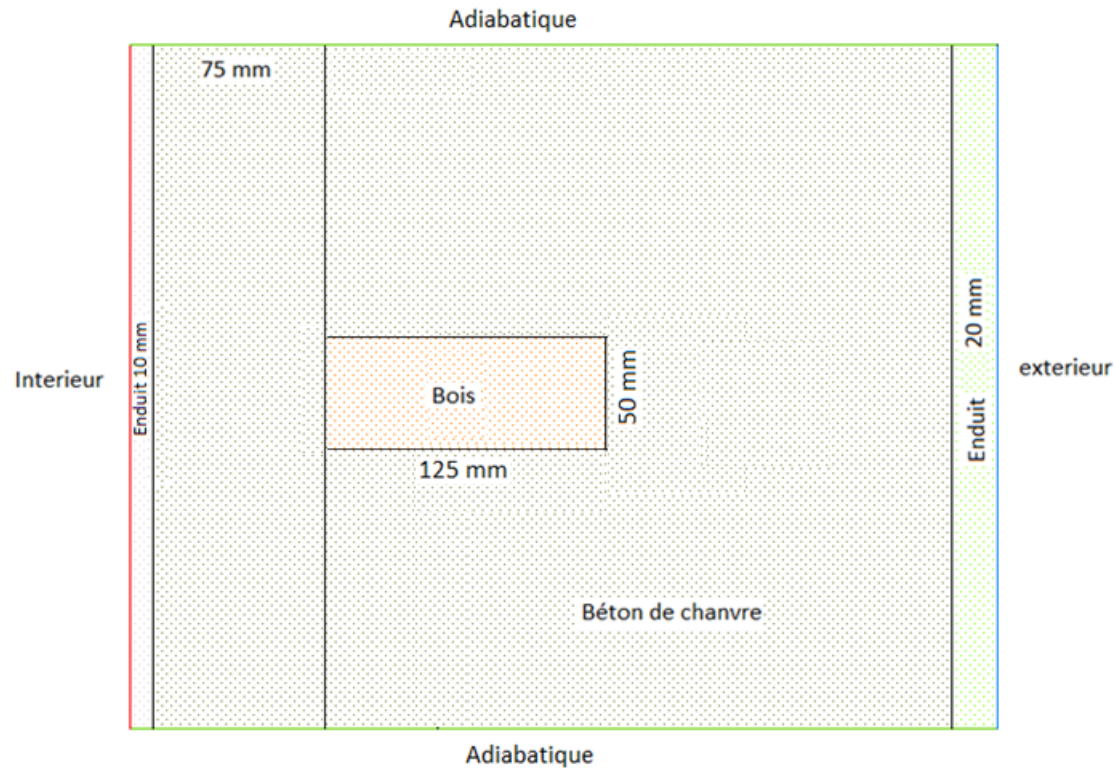 Adiabatique
75 mm
Interieur
Enduit 10 mm
Bois
50 mm
125 mm
Béton de chanvre
Enduit 20 mm
exterieur
Adiabatique